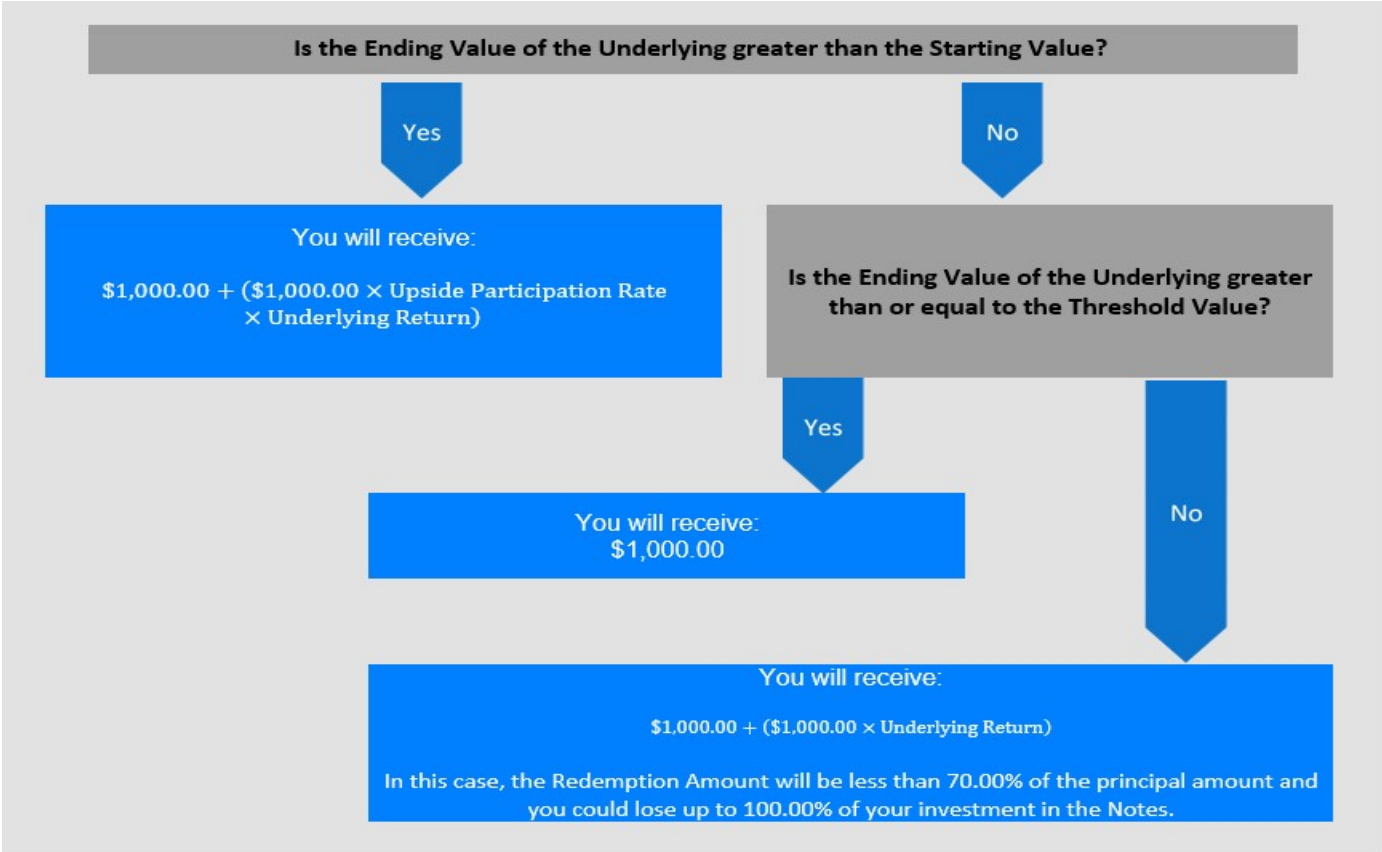 Is the Ending Value of the Underlying greater than the Starting Value?
Yes
No
You will receive:
$1,000.00 + ($1,000.00 × Upside Participation Rate
× Underlying Return)
Is the Ending Value of the Underlying greater
than or equal to the Threshold Value?
Yes
No
You will receive:
$1,000.00
You will receive:
$1,000.00 + ($1,000.00 × Underlying Return)
In this case, the Redemption Amount will be less than 70.00% of the principal amount and
you could lose up to 100.00% of your investment in the Notes.